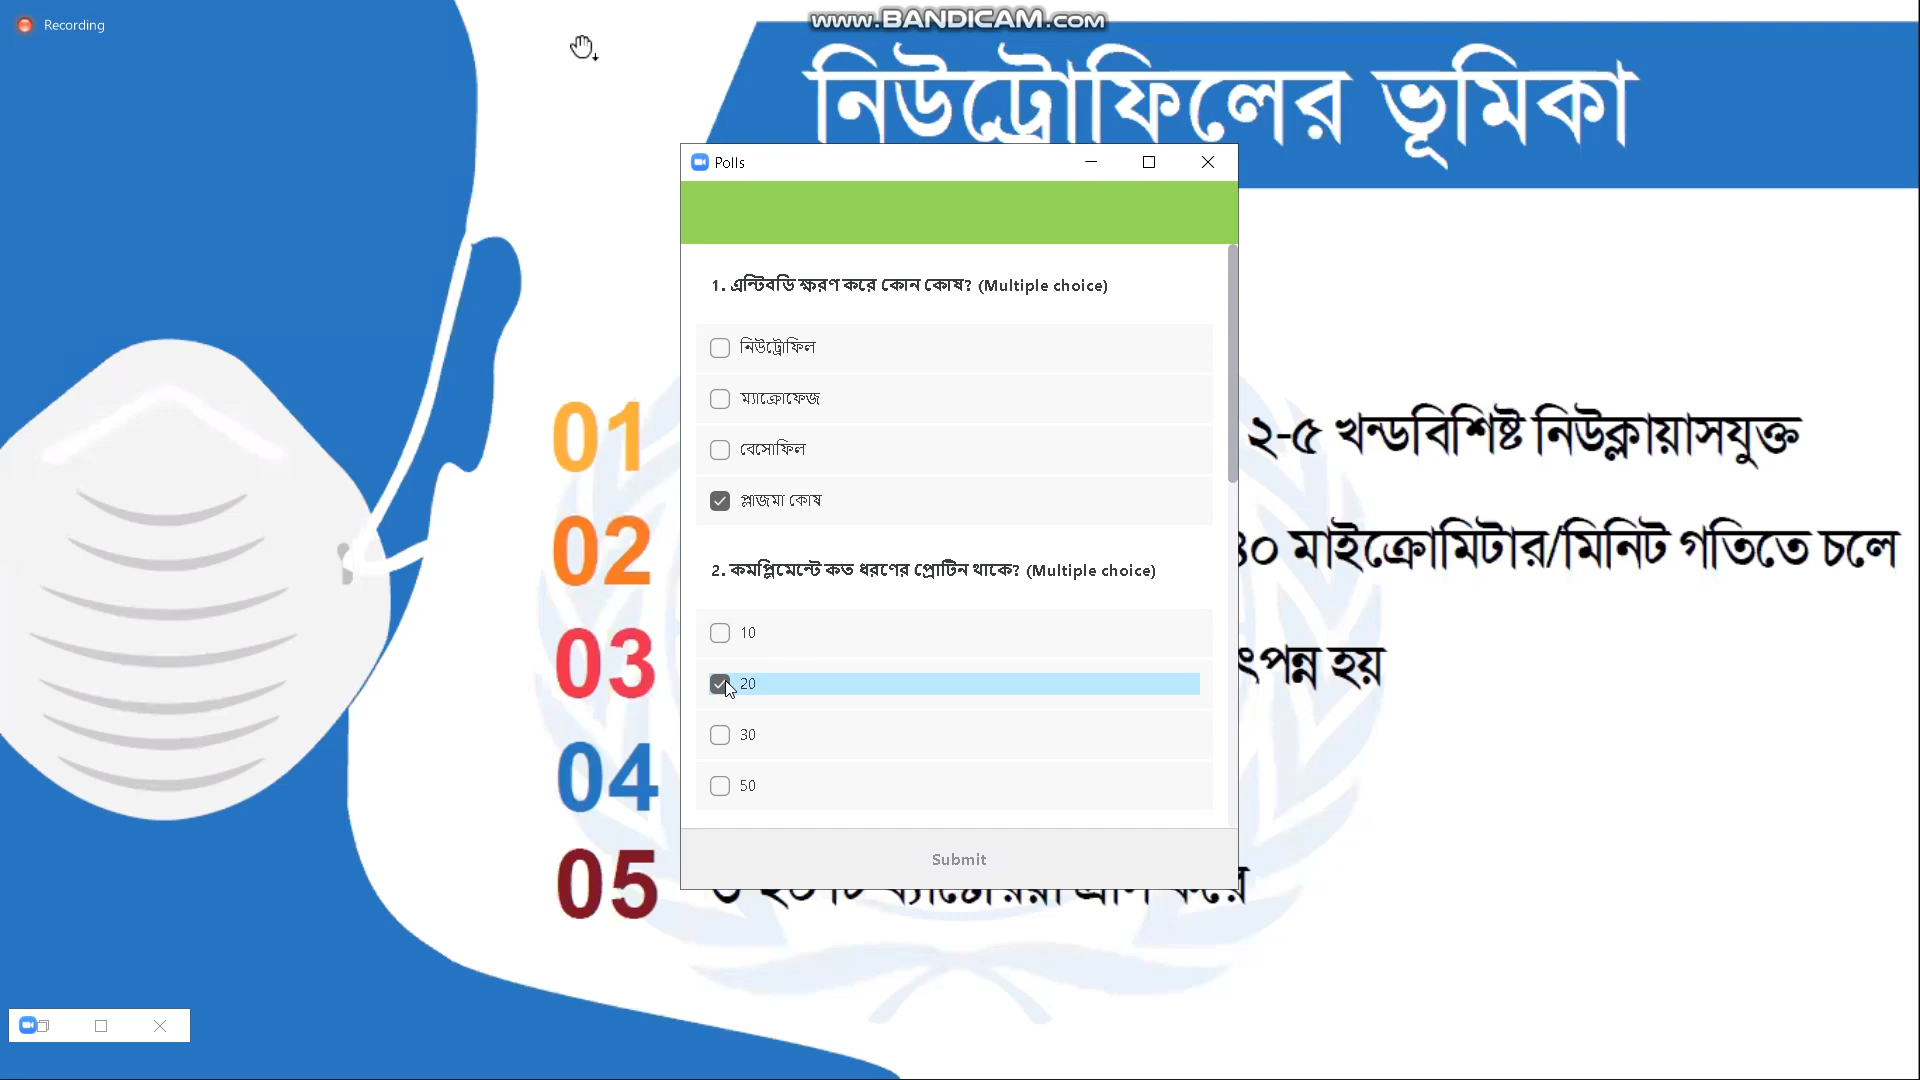 Recording
www.BANDICAM.com
নিউট্রোফিলের ভূমিকা
Polls
1. এন্টিবডি ক্ষরণ করে কোন কোষ? (Multiple choice)
নিউট্রোফিল
ম্যাক্রোফেজ
বেসোফিল
প্লাজমা কোষ
2. কমপ্লিমেন্টে কত ধরণের প্রোটিন থাকে? (Multiple choice)
10
20
30
50
Submit
01
২-৫ খন্ডবিশিষ্ট নিউক্লায়াসযুক্ত
02
মাইক্রোমিটার/মিনিট গতিতে চলে
03
হয়
04
05